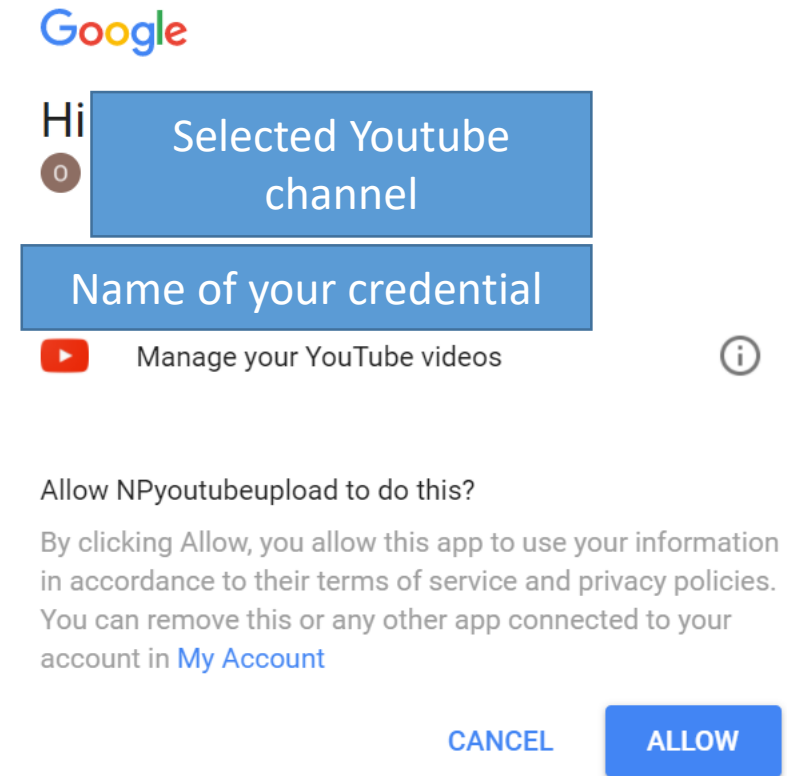 Google
Hi
Selected Youtube
channel
O
Name of your credential
Manage your YouTube videos
Allow NPyoutubeupload to do this?
By clicking Allow, you allow this app to use your information
in accordance to their terms of service and privacy policies.
You can remove this or any other app connected to your
account in My Account
CANCEL ALLOW